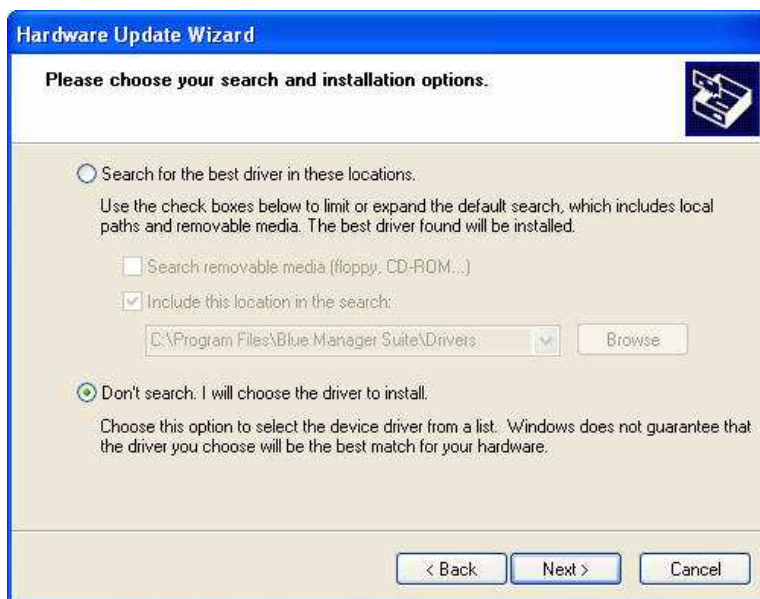 Hardware Update Wizard
Please choose your search and installation options.
Search for the best driver in these locations.
Use the check boxes below to limit or expand the default search, which includes local
paths and removable media. The best driver found will be installed.
Search removable media (floppy, CD-ROM...)
Include this location in the search:
C:\Program Files\Blue Manager Suite\Drivers
Browse
Don't search. I will choose the driver to install.
Choose this option to select the device driver from a list.  Windows does not guarantee that
the driver you choose will be the best match for your hardware.
< Back
Next >
Cancel